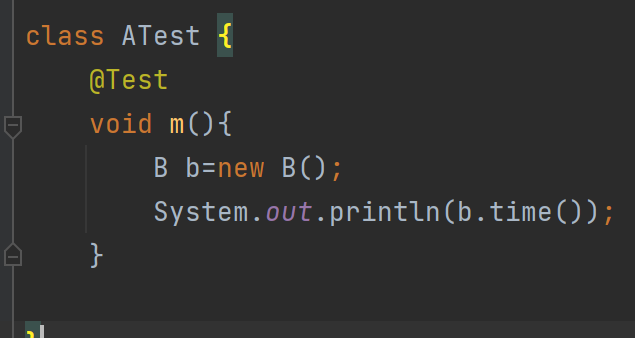 class ATest {
@Test
void m(){
B b=new B();
System.out.println(b.time());
}
}